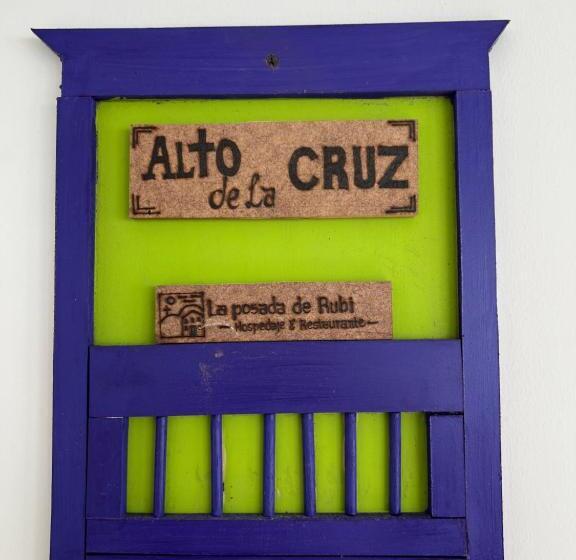 ALtO
de La
CRUZ
La posada de Rubi
Hospedaje & Restaurante